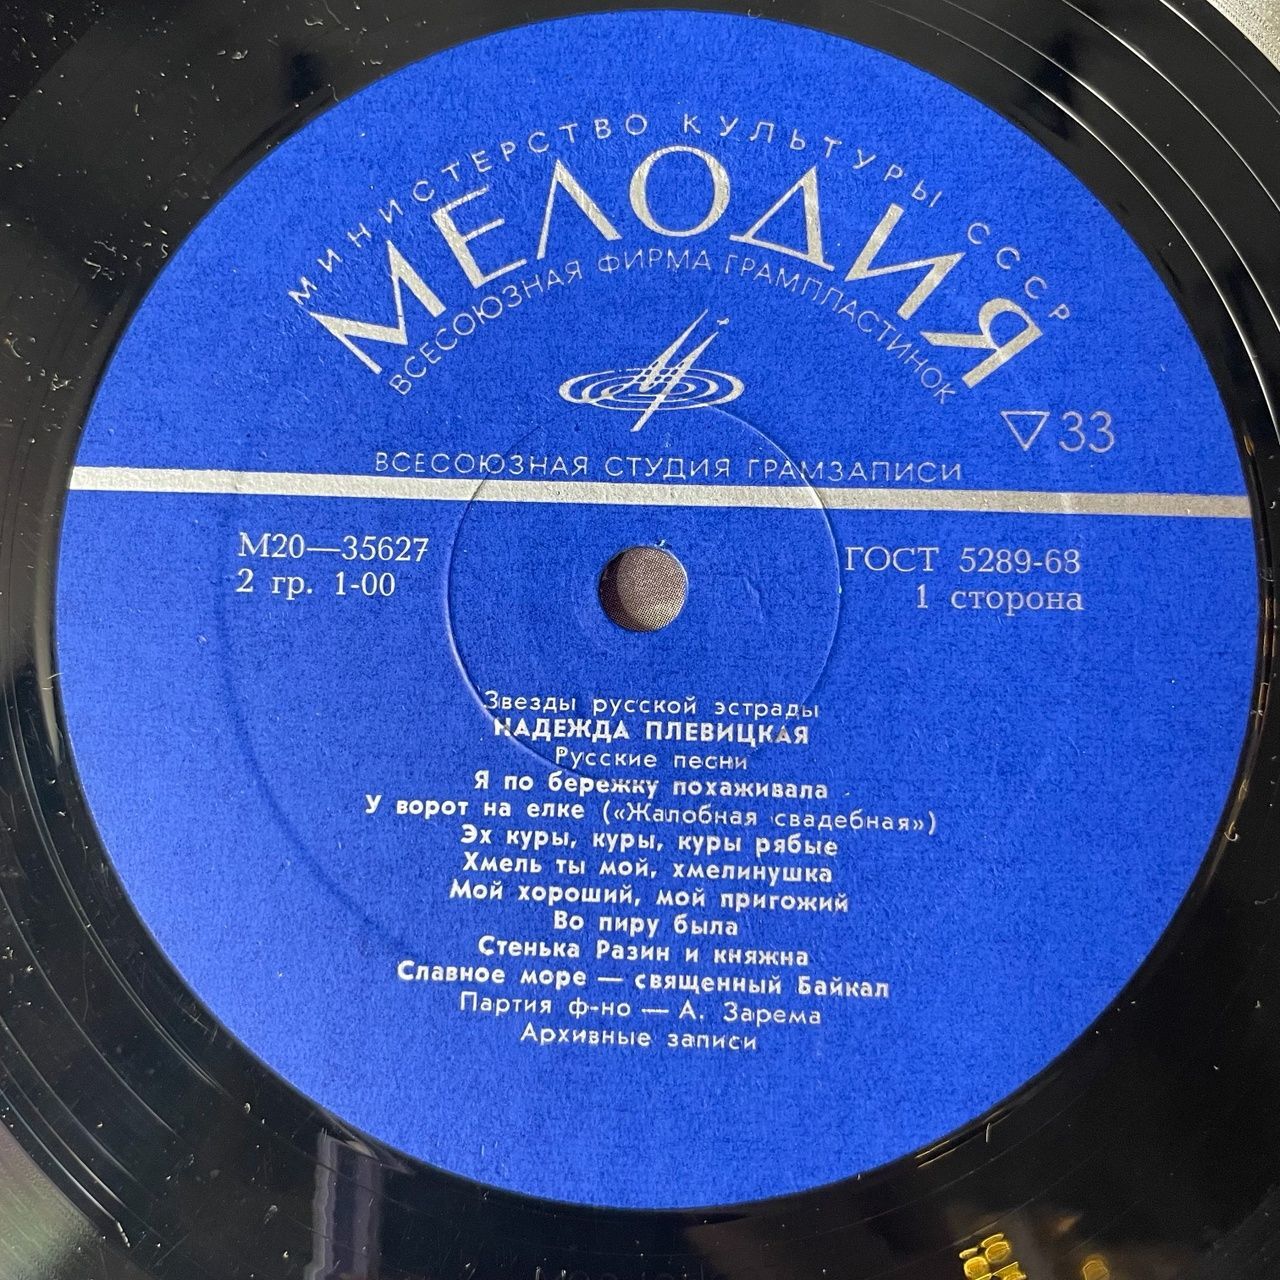 МИНИСТЕРСТВО КУЛЬТУРЫ СССР
МЕЛОДИЯ
ВСЕСОЮЗНАЯ ФИРМА ГРАМПЛАСТИНОК
▽33
ВСЕСОЮЗНАЯ СТУДИЯ ГРАМЗАПИСИ
М20—35627
2 гр. 1-00
ГОСТ 5289-68
1 сторона
Звезды русской эстрады
НАДЕЖДА ПЛЕВИЦКАЯ
Русские песни
Я по бережку похаживала
У ворот на елке («Жалобная свадебная»)
Эх куры, куры, куры рябые
Хмель ты мой, хмелинушка
Мой хороший, мой пригожий
Во пиру была
Стенька Разин и княжна
Славное море — священный Байкал
Партия ф-но — А. Зарема
Архивные записи